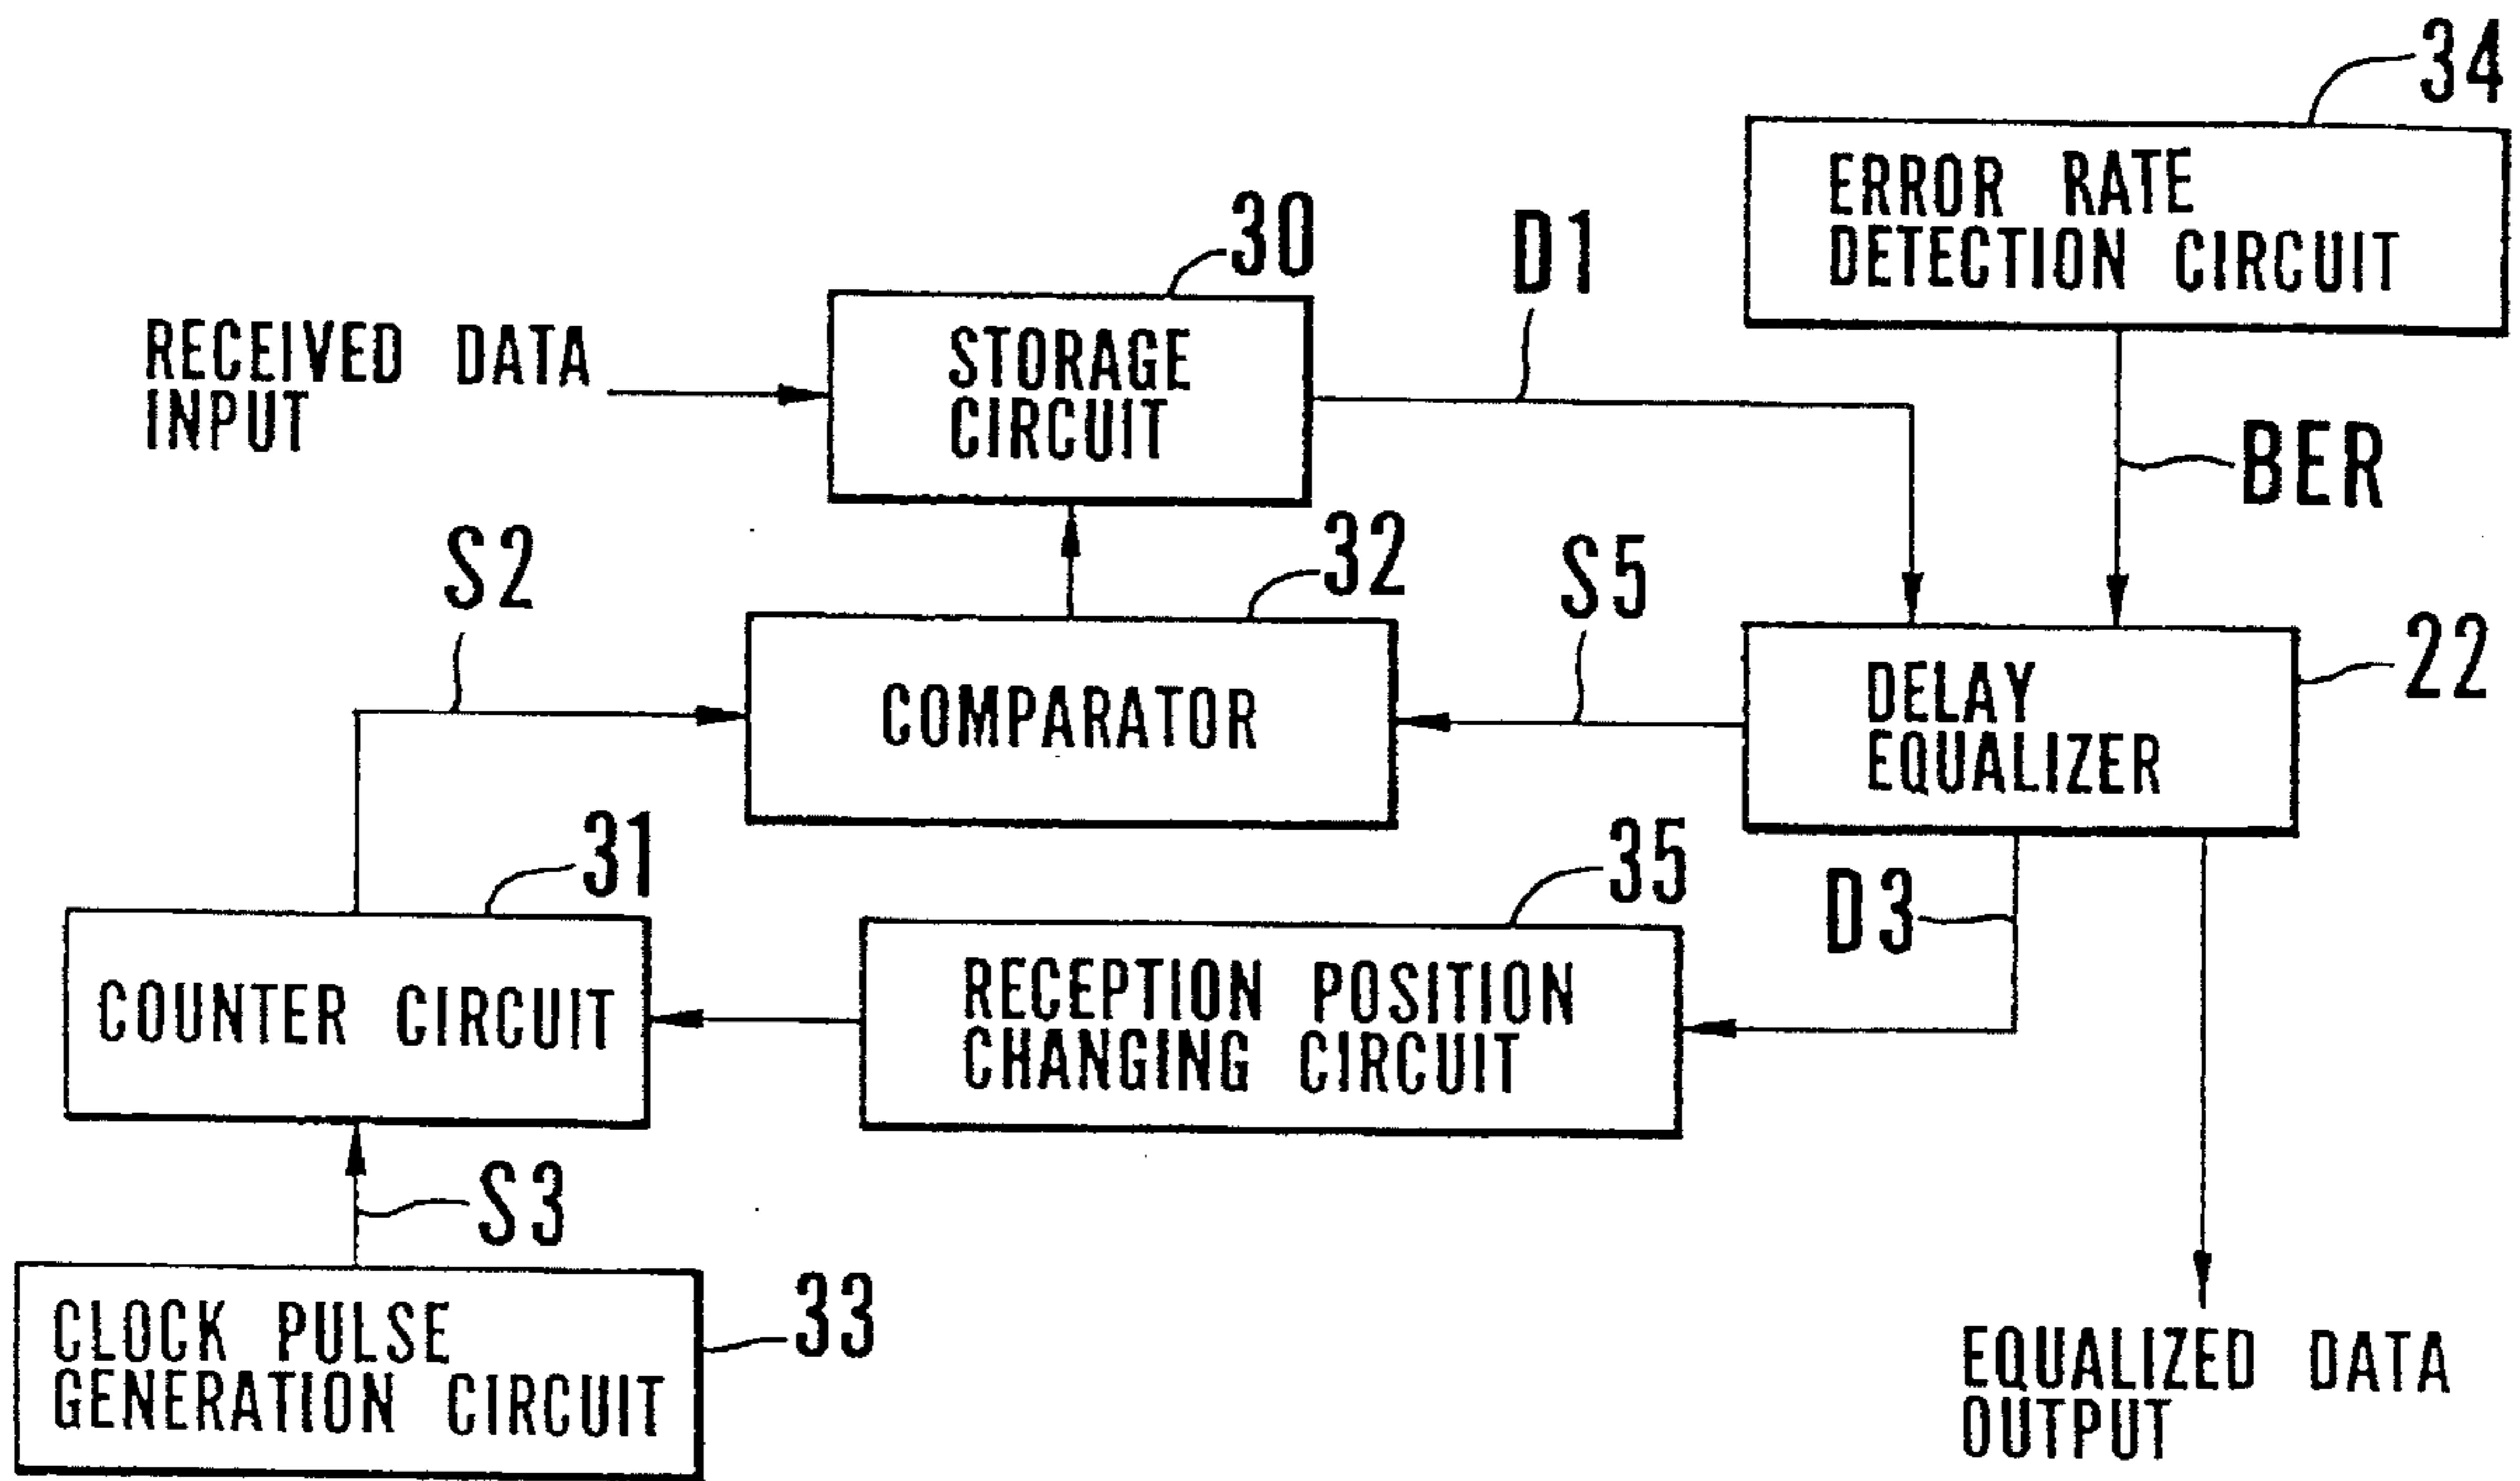 34
ERROR RATE
DETECTION CIRCUIT
30
D1
RECEIVED DATA
INPUT
STORAGE
CIRCUIT
BER
S2
32
S5
22
COMPARATOR
DELAY
EQUALIZER
31
35
D3
COUNTER CIRCUIT
RECEPTION POSITION
CHANGING CIRCUIT
S3
33
CLOCK PULSE
GENERATION CIRCUIT
EQUALIZED DATA
OUTPUT